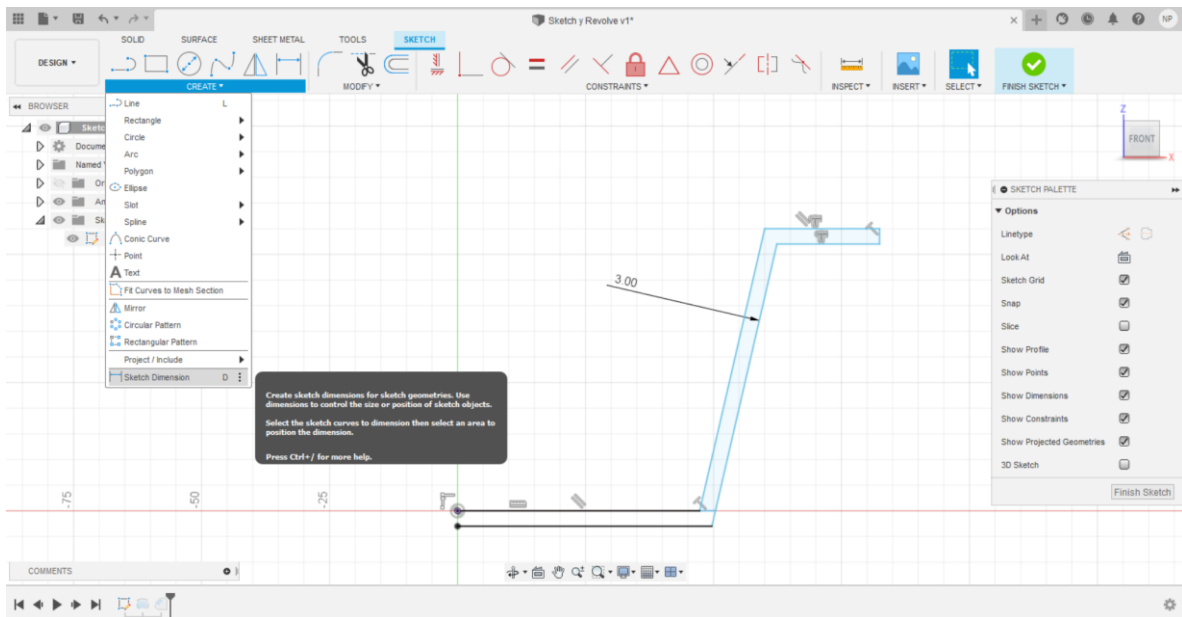 Sketch y Revolve v1*
NP
SOLID SURFACE SHEET METAL TOOLS SKETCH
DESIGN
CREATE MODIFY CONSTRAINTS INSPECT INSERT SELECT FINISH SKETCH
BROWSER
Sketc
Docume
Named
Or
An
Sk
Line L
Rectangle
Circle
Arc
Polygon
Ellipse
Slot
Spline
Conic Curve
Point
A Text
Fit Curves to Mesh Section
Mirror
Circular Pattern
Rectangular Pattern
Project / Include
Sketch Dimension D
Create sketch dimensions for sketch geometries. Use
dimensions to control the size or position of sketch objects.
Select the sketch curves to dimension then select an area to
position the dimension.
Press Ctrl+/ for more help.
3.00
-75
-50
-25
Z
FRONT
X
SKETCH PALETTE
Options
Linetype
Look At
Sketch Grid
Snap
Slice
Show Profile
Show Points
Show Dimensions
Show Constraints
Show Projected Geometries
3D Sketch
Finish Sketch
COMMENTS